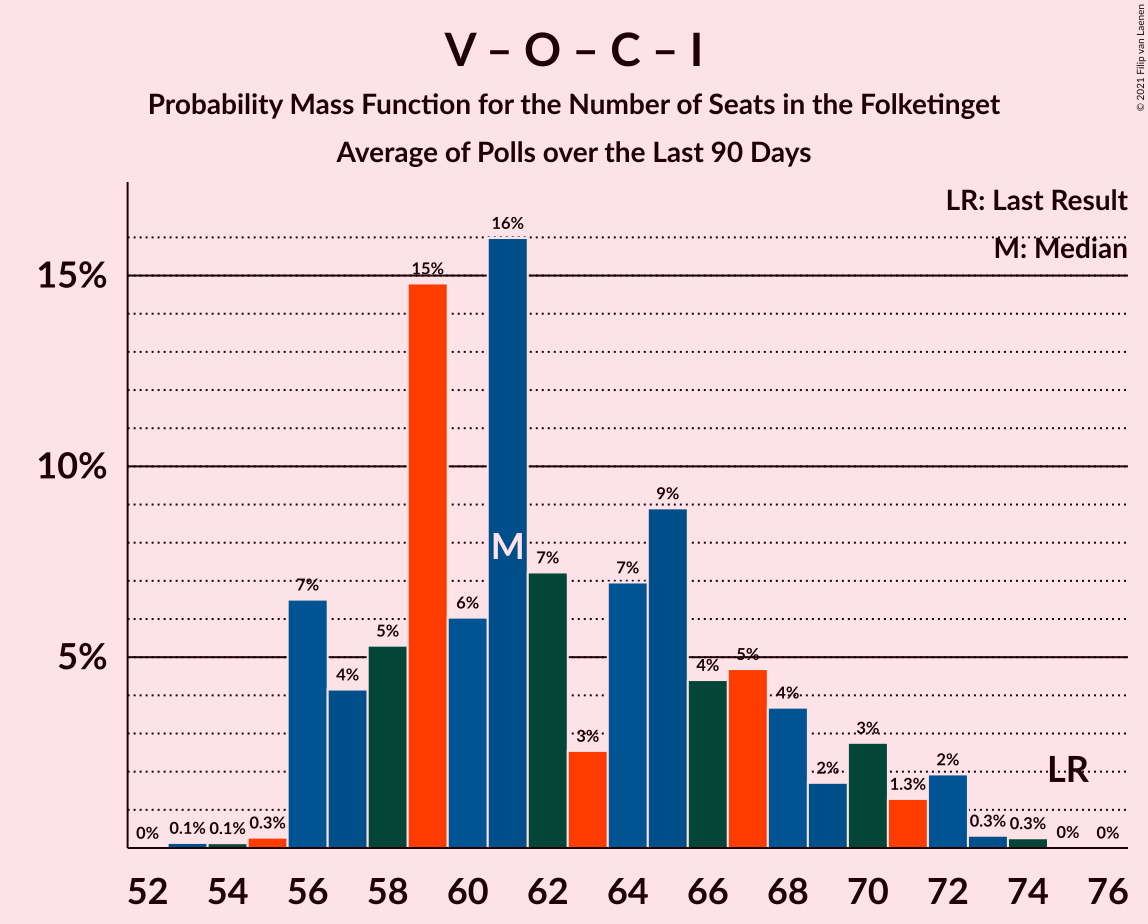 V – O – C – I
Probability Mass Function for the Number of Seats in the Folketinget
Average of Polls over the Last 90 Days
© 2021 Filip van Laenen
LR: Last Result
M: Median
15%
10%
5%
0% 0.1% 0.1% 0.3% 7% 4% 5% 15% 6% 16% 7% 3% 7% 9% 4% 5% 4% 2% 3% 1.3% 2% 0.3% 0.3% 0% 0%
M
LR
52 54 56 58 60 62 64 66 68 70 72 74 76